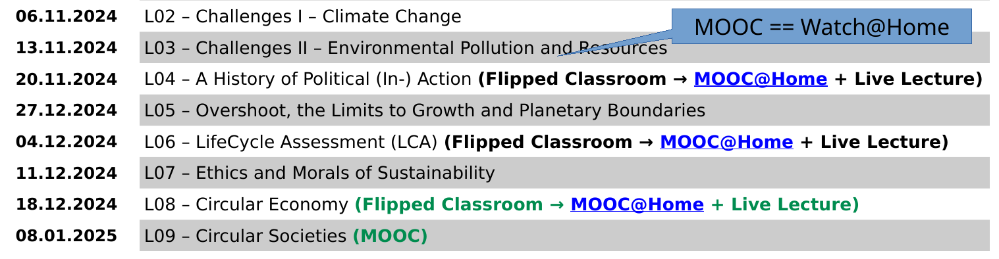 06.11.2024 L02 – Challenges I – Climate Change
MOOC == Watch@Home
13.11.2024 L03 – Challenges II – Environmental Pollution and Resources
20.11.2024 L04 – A History of Political (In-) Action (Flipped Classroom → MOOC@Home + Live Lecture)
27.12.2024 L05 – Overshoot, the Limits to Growth and Planetary Boundaries
04.12.2024 L06 – LifeCycle Assessment (LCA) (Flipped Classroom → MOOC@Home + Live Lecture)
11.12.2024 L07 – Ethics and Morals of Sustainability
18.12.2024 L08 – Circular Economy (Flipped Classroom → MOOC@Home + Live Lecture)
08.01.2025 L09 – Circular Societies (MOOC)